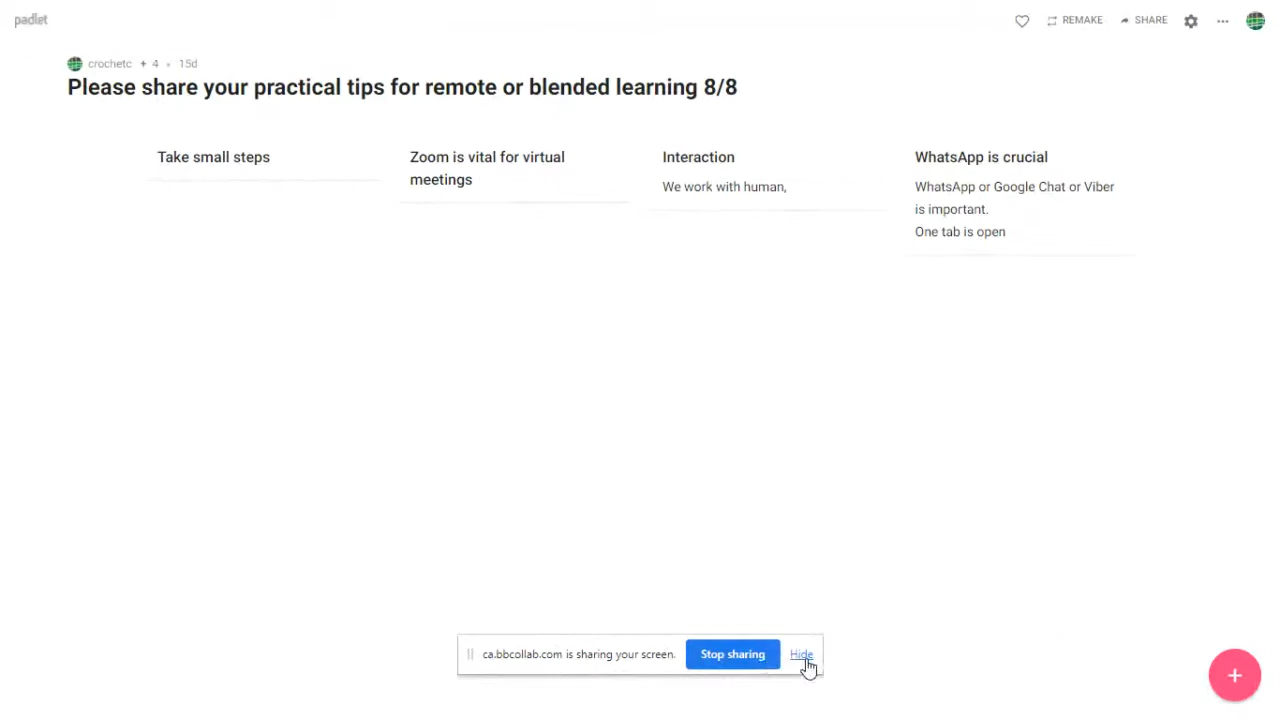 padlet
REMAKE
SHARE
crochetc + 4 • 15d
Please share your practical tips for remote or blended learning 8/8
Take small steps
Zoom is vital for virtual
meetings
Interaction
We work with human,
WhatsApp is crucial
WhatsApp or Google Chat or Viber
is important.
One tab is open
ca.bbcollab.com is sharing your screen.
Stop sharing
Hide